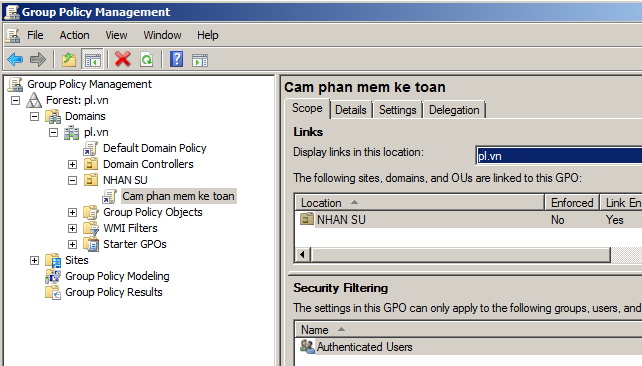 Group Policy Management
File Action View Window Help
Group Policy Management
Forest: pl.vn
Domains
pl.vn
Default Domain Policy
Domain Controllers
NHAN SU
Cam phan mem ke toan
Group Policy Objects
WMI Filters
Starter GPOs
Sites
Group Policy Modeling
Group Policy Results
Cam phan mem ke toan
Scope Details Settings Delegation
Links
Display links in this location: pl.vn
The following sites, domains, and OUs are linked to this GPO:
Location Enforced Link En
NHAN SU No Yes
Security Filtering
The settings in this GPO can only apply to the following groups, users, and
Name
Authenticated Users